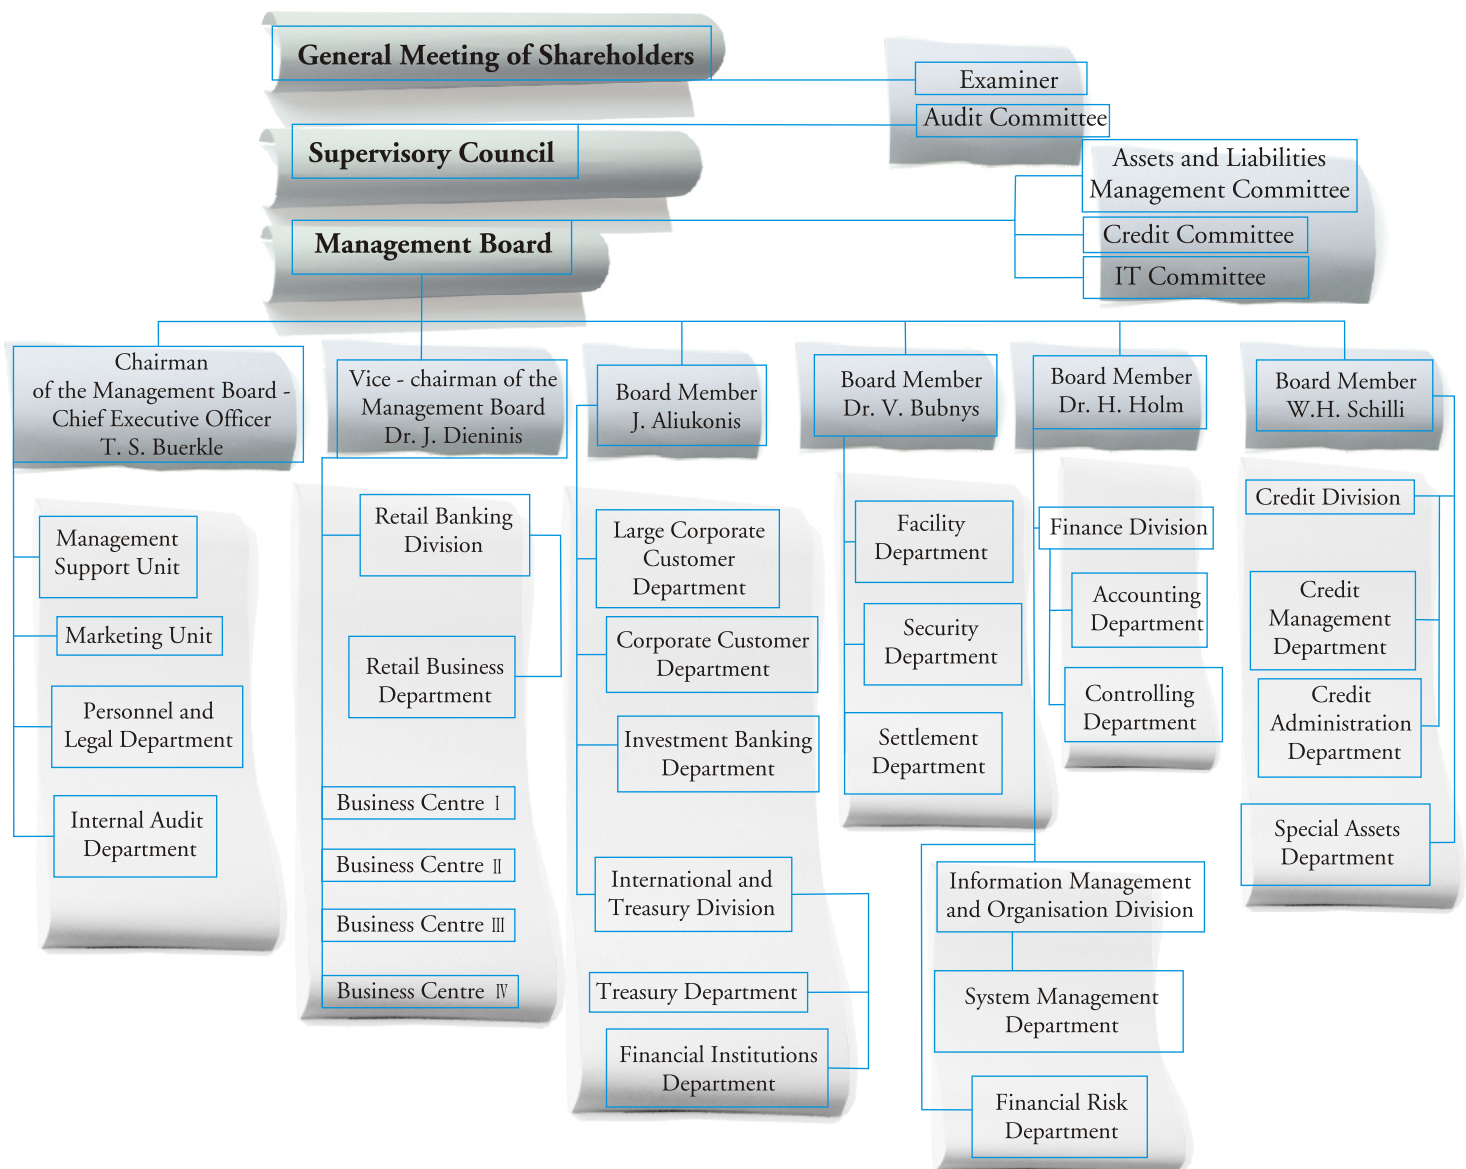 General Meeting of Shareholders
Examiner
Audit Committee
Supervisory Council
Assets and Liabilities
Management Committee
Management Board
Credit Committee
IT Committee
Chairman
of the Management Board -
Chief Executive Officer
T. S. Buerkle
Management
Support Unit
Marketing Unit
Personnel and
Legal Department
Internal Audit
Department
Vice - chairman of the
Management Board
Dr. J. Dieninis
Retail Banking
Division
Retail Business
Department
Business Centre I
Business Centre II
Business Centre III
Business Centre IV
Board Member
J. Aliukonis
Large Corporate
Customer
Department
Corporate Customer
Department
Investment Banking
Department
International and
Treasury Division
Treasury Department
Financial Institutions
Department
Board Member
Dr. V. Bubnys
Facility
Department
Security
Department
Settlement
Department
Board Member
Dr. H. Holm
Finance Division
Accounting
Department
Controlling
Department
Information Management
and Organisation Division
System Management
Department
Financial Risk
Department
Board Member
W.H. Schilli
Credit Division
Credit
Management
Department
Credit
Administration
Department
Special Assets
Department